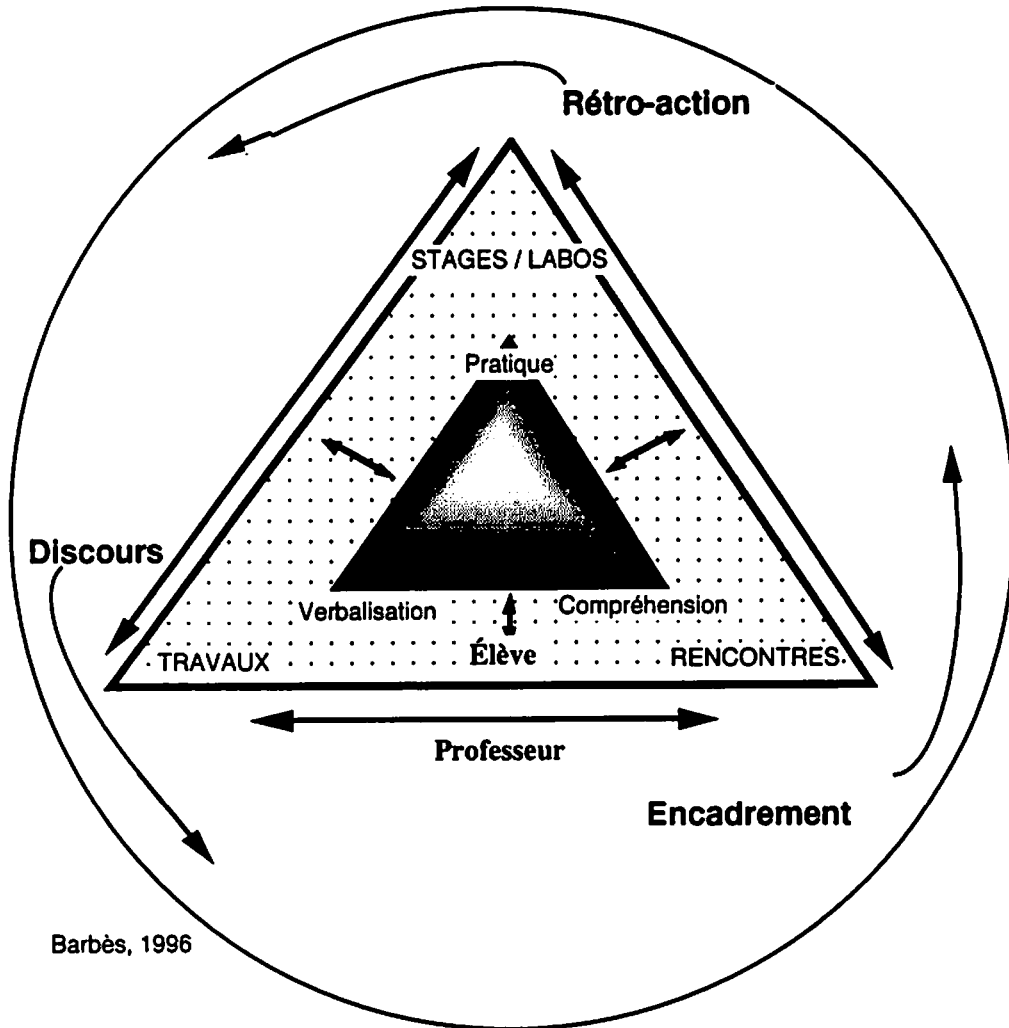 Rétro-action
STAGES / LABOS
Pratique
Discours
Verbalisation
Compréhension
Élève
TRAVAUX
RENCONTRES
Professeur
Encadrement
Barbès, 1996